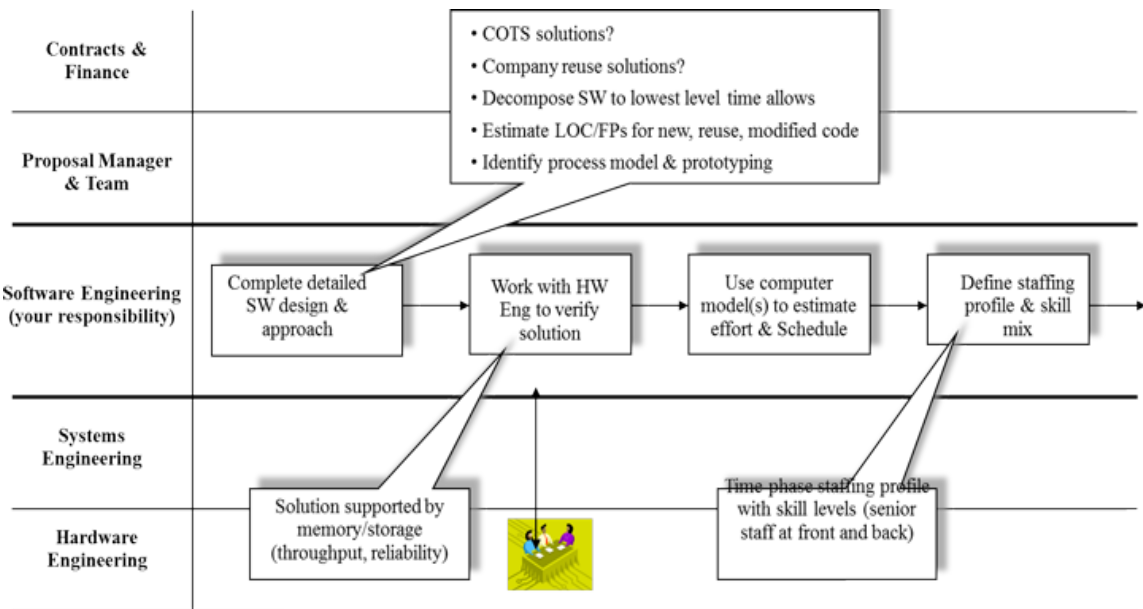 Contracts &
Finance
• COTS solutions?
• Company reuse solutions?
• Decompose SW to lowest level time allows
• Estimate LOC/FPs for new, reuse, modified code
• Identify process model & prototyping
Proposal Manager
& Team
Software Engineering
(your responsibility)
Complete detailed
SW design &
approach
Work with HW
Eng to verify
solution
Use computer
model(s) to estimate
effort & Schedule
Define staffing
profile & skill
mix
Systems
Engineering
Hardware
Engineering
Solution supported by
memory/storage
(throughput, reliability)
Time phase staffing profile
with skill levels (senior
staff at front and back)